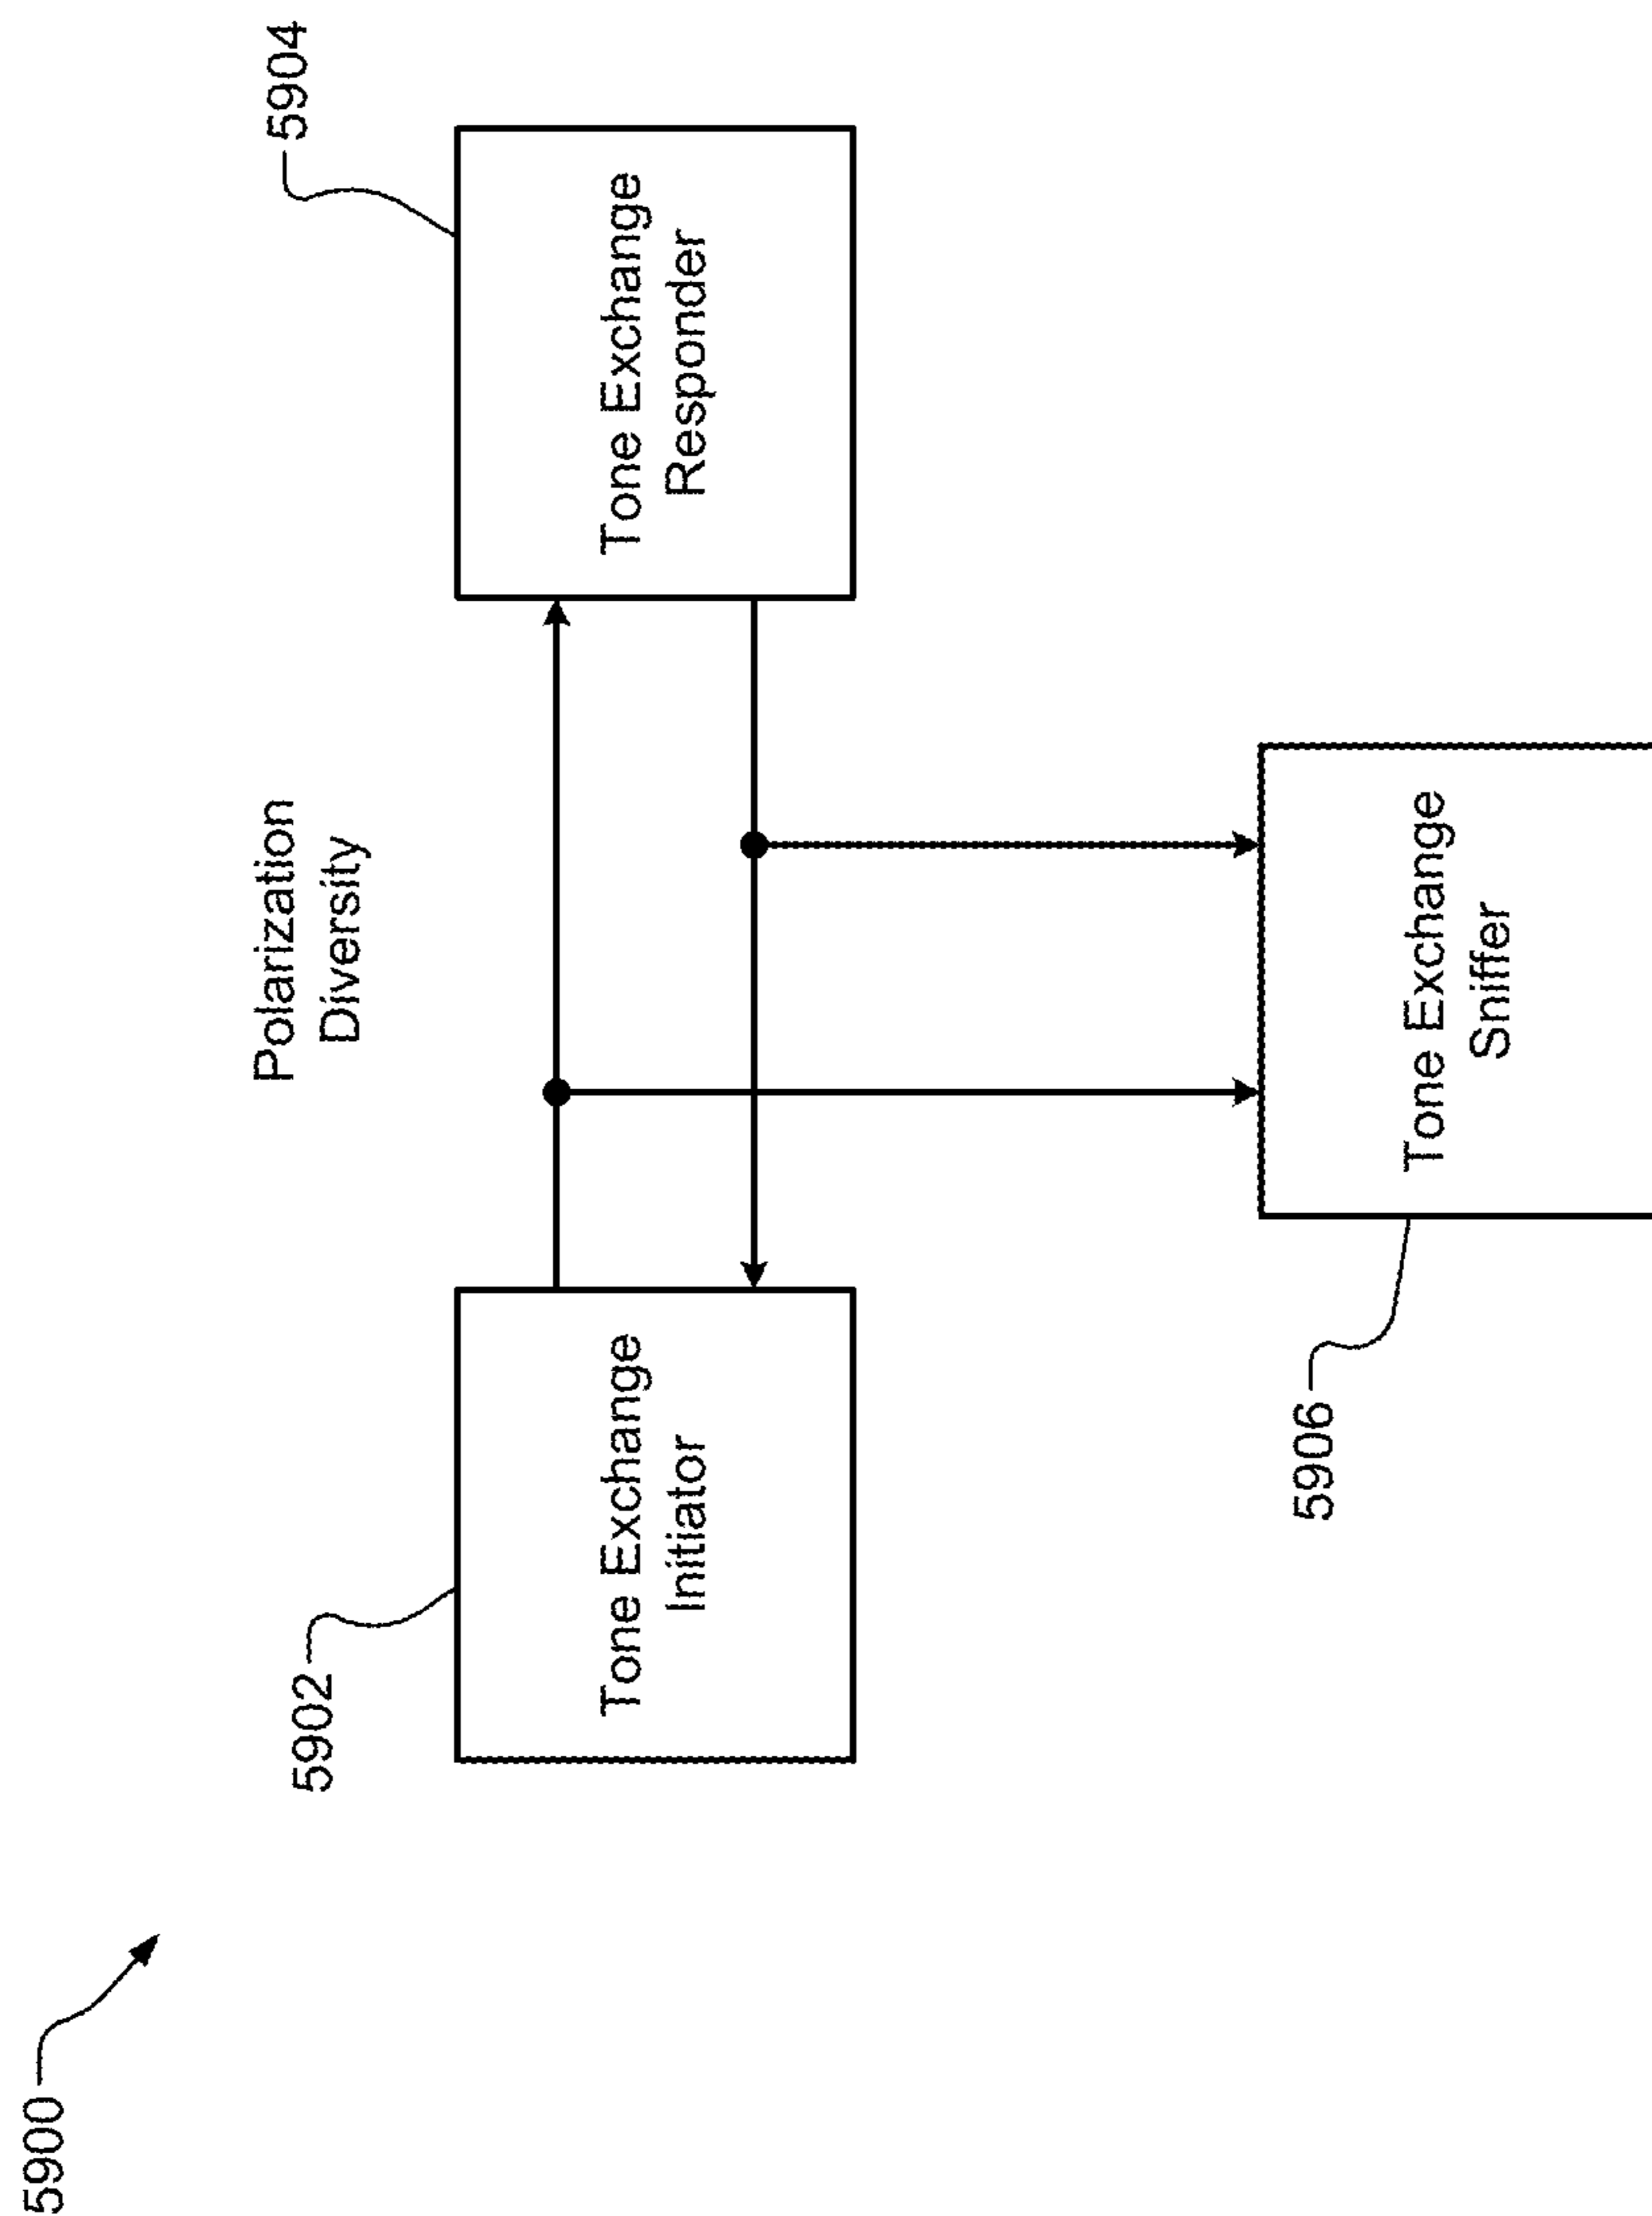 5900
Polarization
Diversity
5902
5904
Tone Exchange
Initiator
Tone Exchange
Responder
5906
Tone Exchange
Sniffer